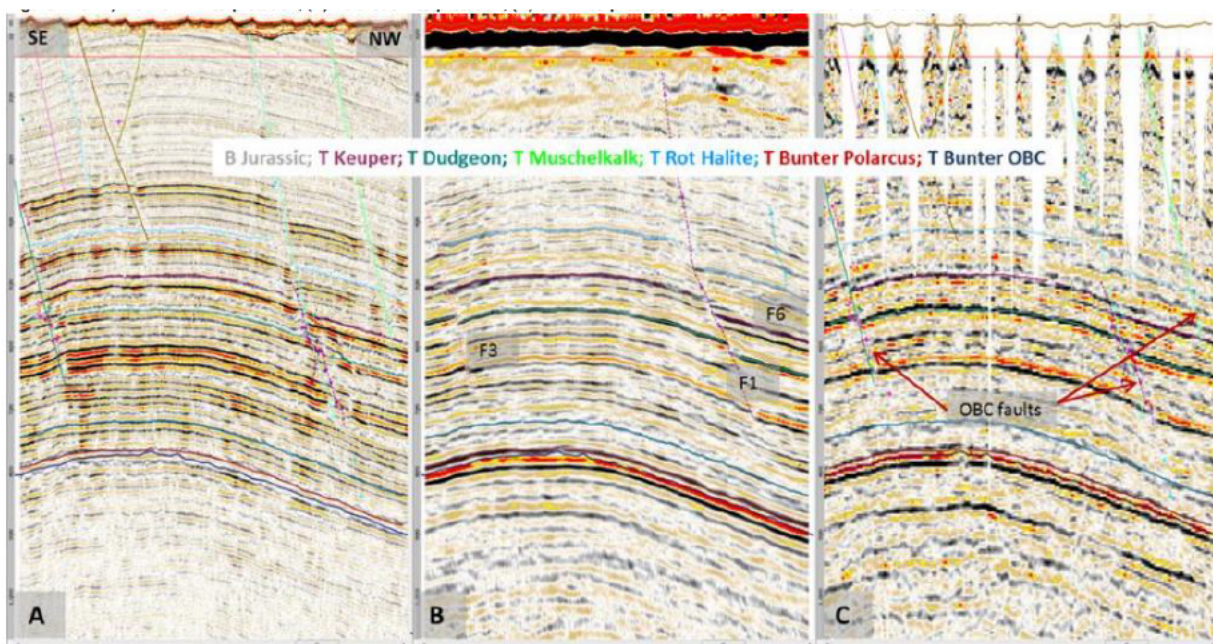 SE
NW
B Jurassic; T Keuper; T Dudgeon; T Muschelkalk; T Rot Halite; T Bunter Polarcus; T Bunter OBC
F6
F3
F1
OBC faults
A
B
C